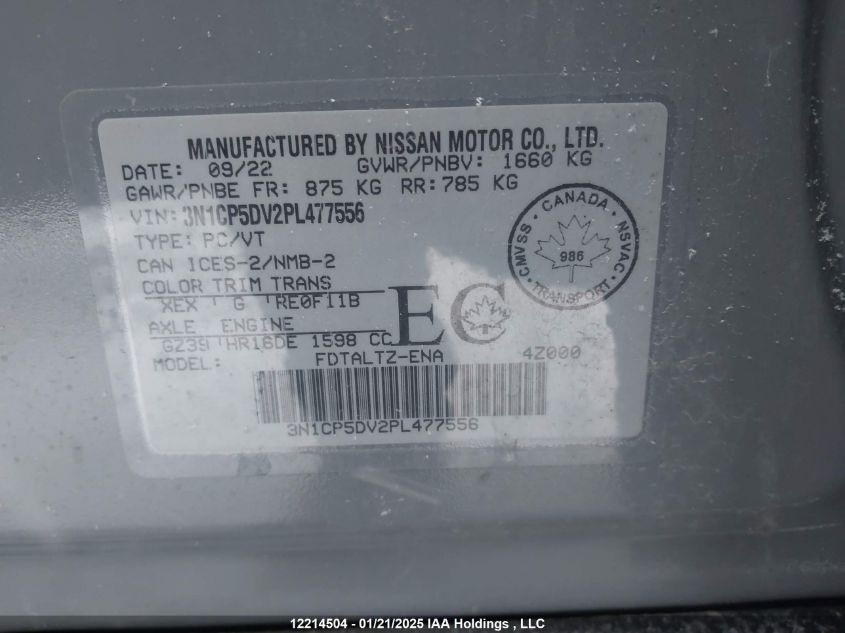 MANUFACTURED BY NISSAN MOTOR CO., LTD.
DATE: 09/22 GVWR/PNBV: 1660 KG
GAWR/PNBE FR: 875 KG RR: 785 KG
VIN: 3N1CP5DV2PL477556
TYPE: PC/VT
CAN ICES-2/NMB-2
COLOR TRIM TRANS
XEX G RE0F11B
AXLE ENGINE
GZ39 HR16DE 1598 CC
MODEL: FDTALTZ-ENA 4Z000
EC
CANADA
CMVSS NSVAC
986
TRANSPORT
3N1CP5DV2PL477556
12214504 - 01/21/2025 IAA Holdings , LLC